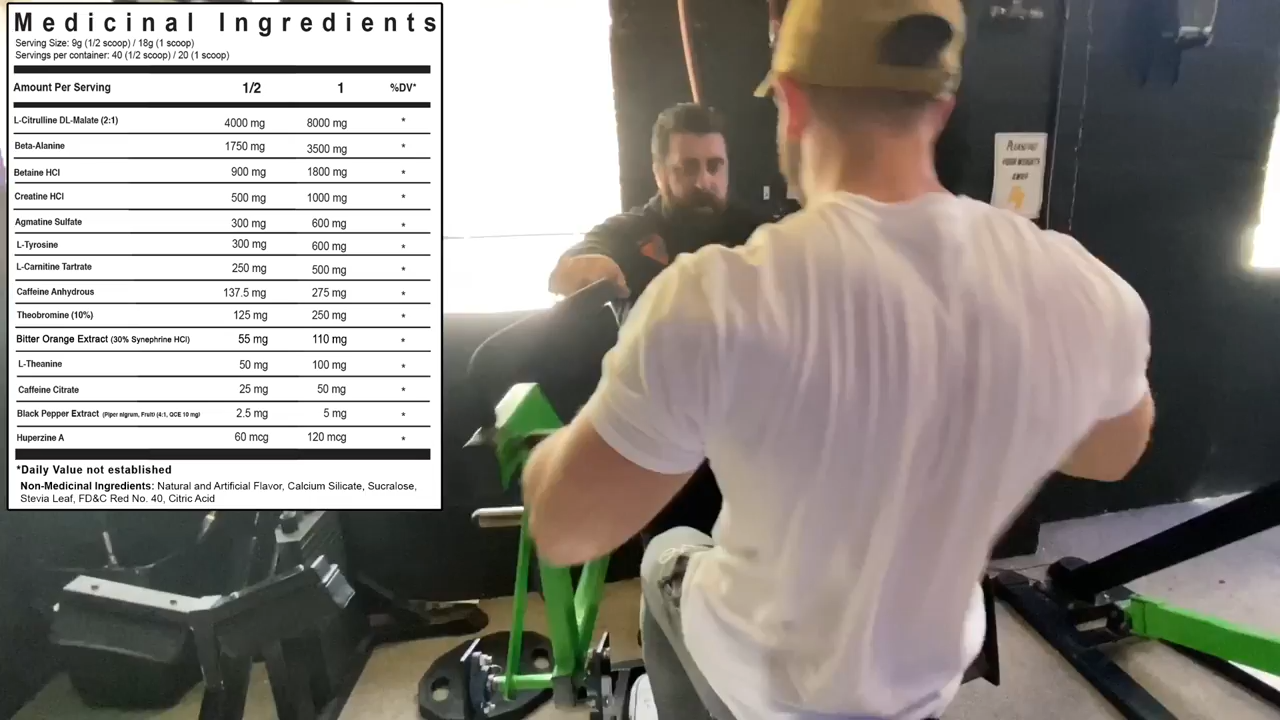 Medicinal Ingredients
Serving Size: 9g (1/2 scoop) / 18g (1 scoop)
Servings per container: 40 (1/2 scoop) / 20 (1 scoop)
Amount Per Serving 1/2 1 %DV*
L-Citrulline DL-Malate (2:1) 4000 mg 8000 mg *
Beta-Alanine 1750 mg 3500 mg *
Betaine HCl 900 mg 1800 mg *
Creatine HCl 500 mg 1000 mg *
Agmatine Sulfate 300 mg 600 mg *
L-Tyrosine 300 mg 600 mg *
L-Carnitine Tartrate 250 mg 500 mg *
Caffeine Anhydrous 137.5 mg 275 mg *
Theobromine (10%) 125 mg 250 mg *
Bitter Orange Extract (30% Synephrine HCl) 55 mg 110 mg *
L-Theanine 50 mg 100 mg *
Caffeine Citrate 25 mg 50 mg *
Black Pepper Extract (Piper nigrum, Fruit) (4:1, QCE 10 mg) 2.5 mg 5 mg *
Huperzine A 60 mcg 120 mcg *
*Daily Value not established
Non-Medicinal Ingredients: Natural and Artificial Flavor, Calcium Silicate, Sucralose,
Stevia Leaf, FD&C Red No. 40, Citric Acid
YOUR WEIGHTS
AWAY